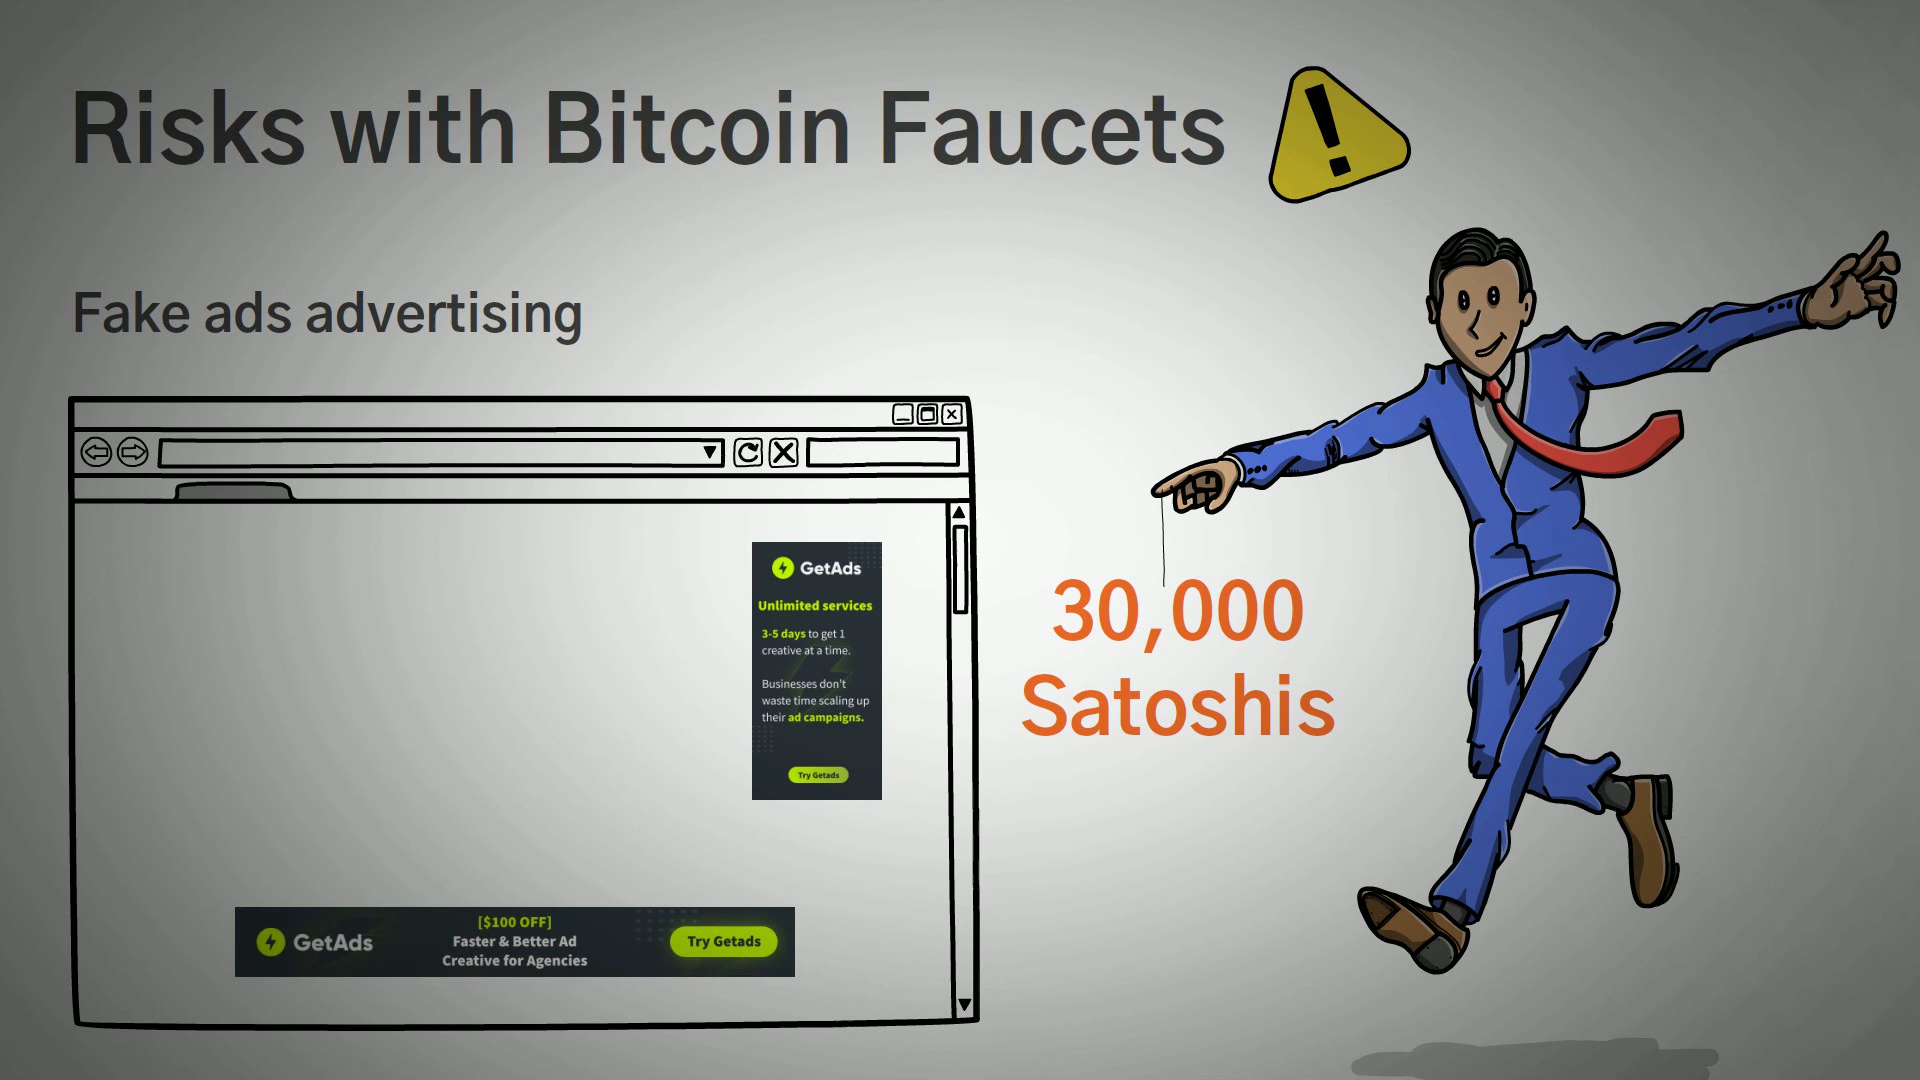 Risks with Bitcoin Faucets
Fake ads advertising
GetAds
Unlimited services
3-5 days to get 1
creative at a time.
Businesses don't
waste time scaling up
their ad campaigns.
Try Getads
30,000
Satoshis
GetAds
[$100 OFF]
Faster & Better Ad
Creative for Agencies
Try Getads